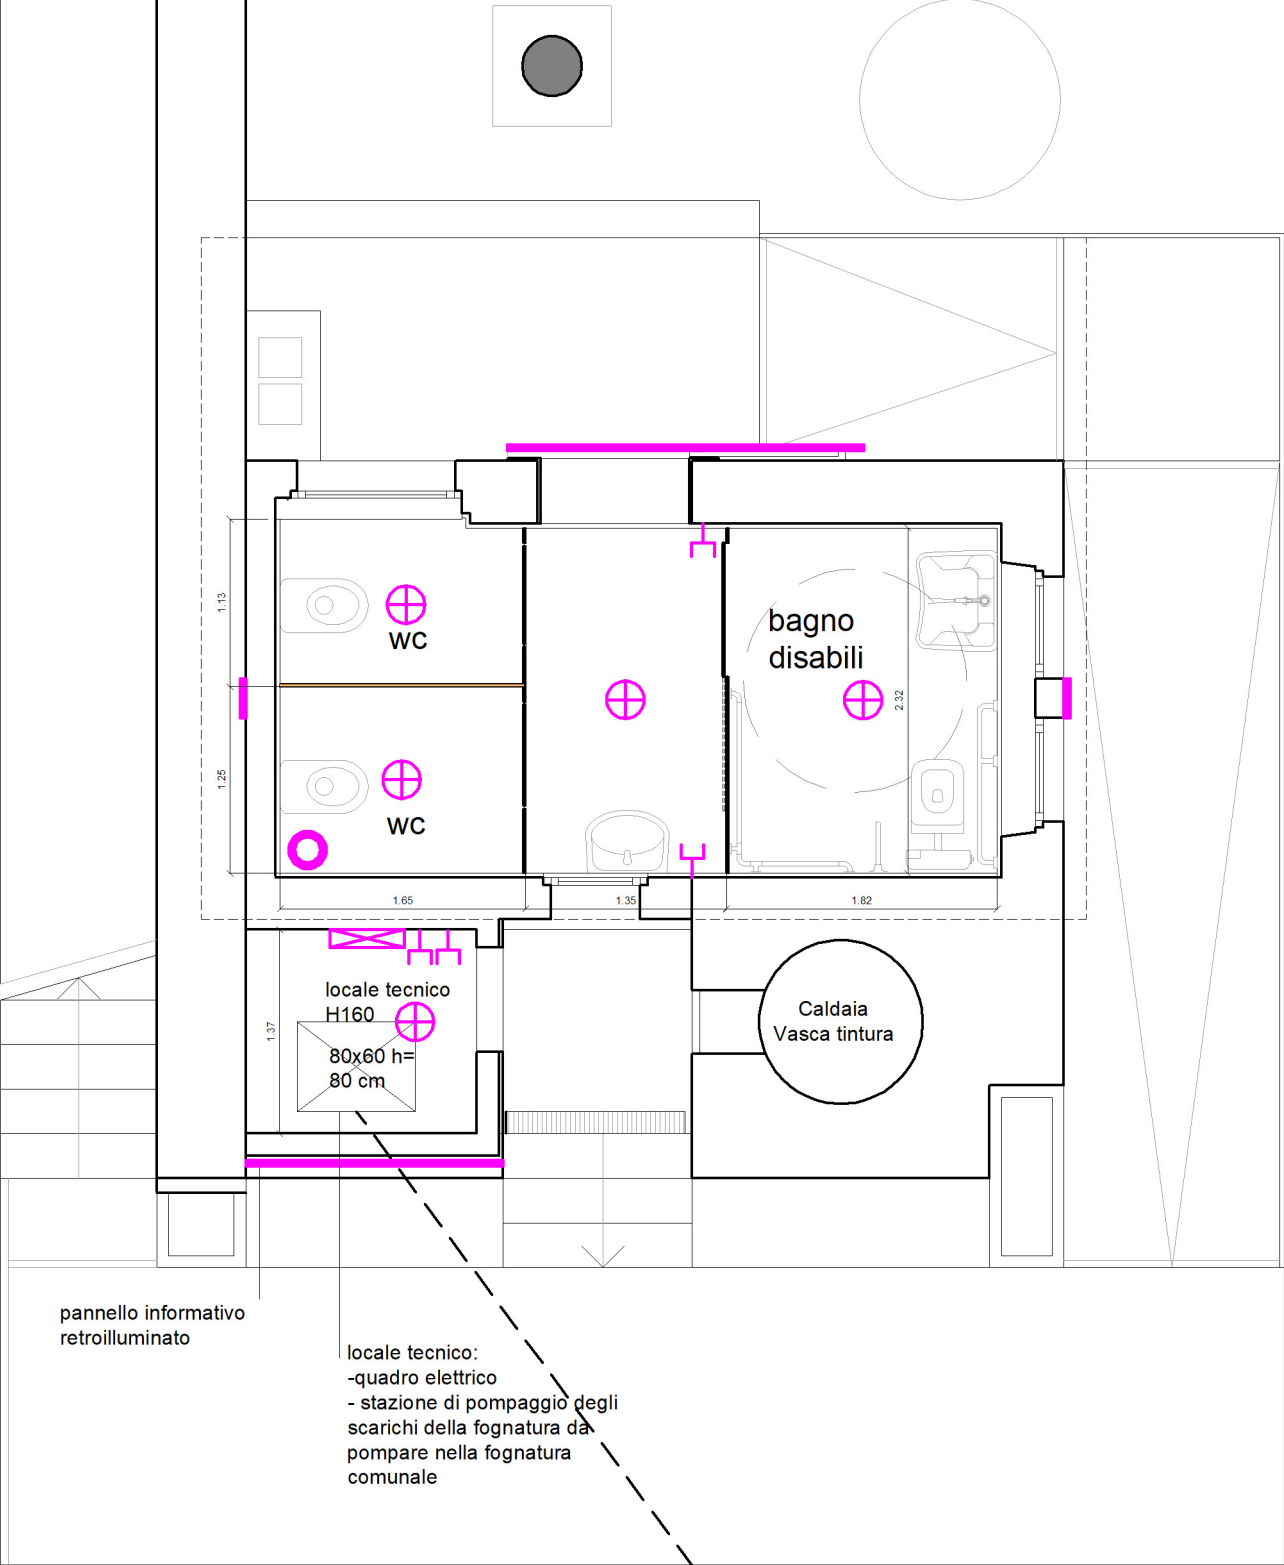 1.13
WC
bagno
disabili
2.32
1.25
WC
1.65
1.35
1.82
locale tecnico
H160
1.37
80x60 h=
80 cm
Caldaia
Vasca tintura
pannello informativo
retroilluminato
locale tecnico:
-quadro elettrico
- stazione di pompaggio degli
scarichi della fognatura da
pompare nella fognatura
comunale